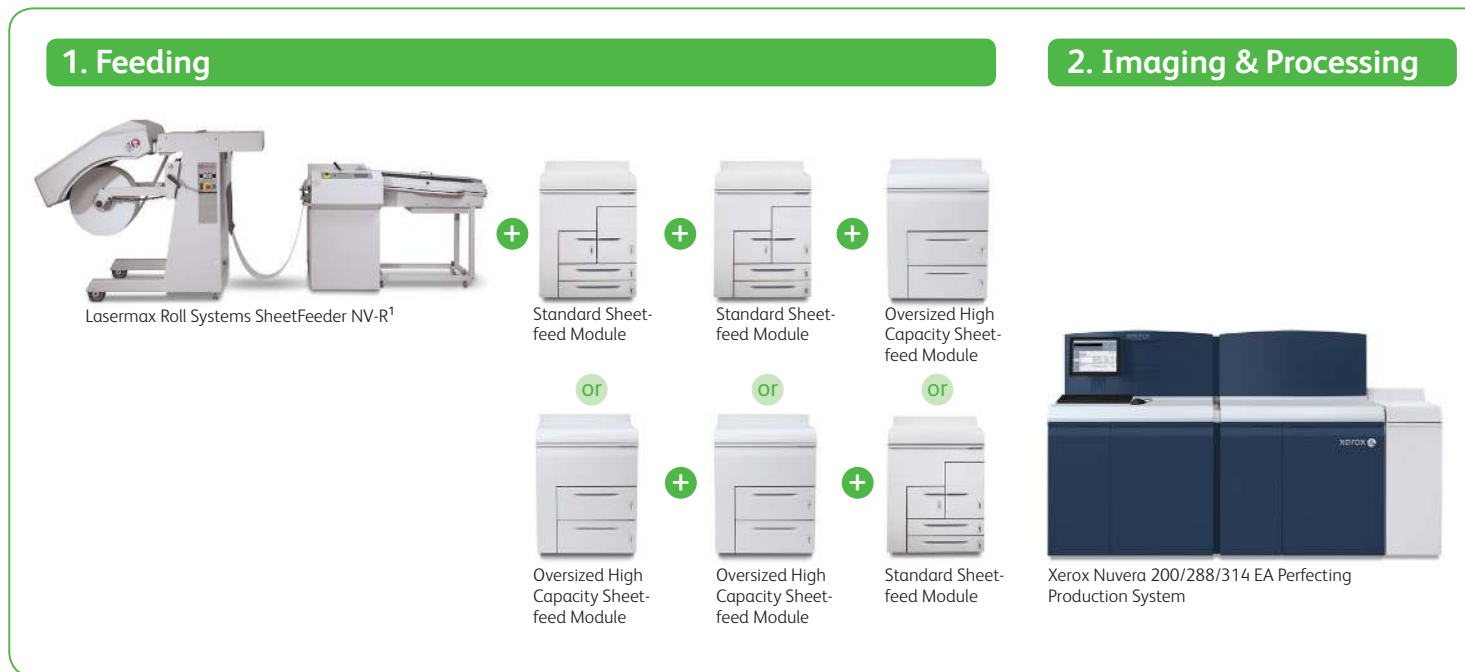 1. Feeding
2. Imaging & Processing
+
+
+
Lasermax Roll Systems SheetFeeder NV-R¹
Standard Sheet-
feed Module
Standard Sheet-
feed Module
Oversized High
Capacity Sheet-
feed Module
or
or
or
xerox
+
+
Oversized High
Capacity Sheet-
feed Module
Oversized High
Capacity Sheet-
feed Module
Standard Sheet-
feed Module
Xerox Nuvera 200/288/314 EA Perfecting
Production System